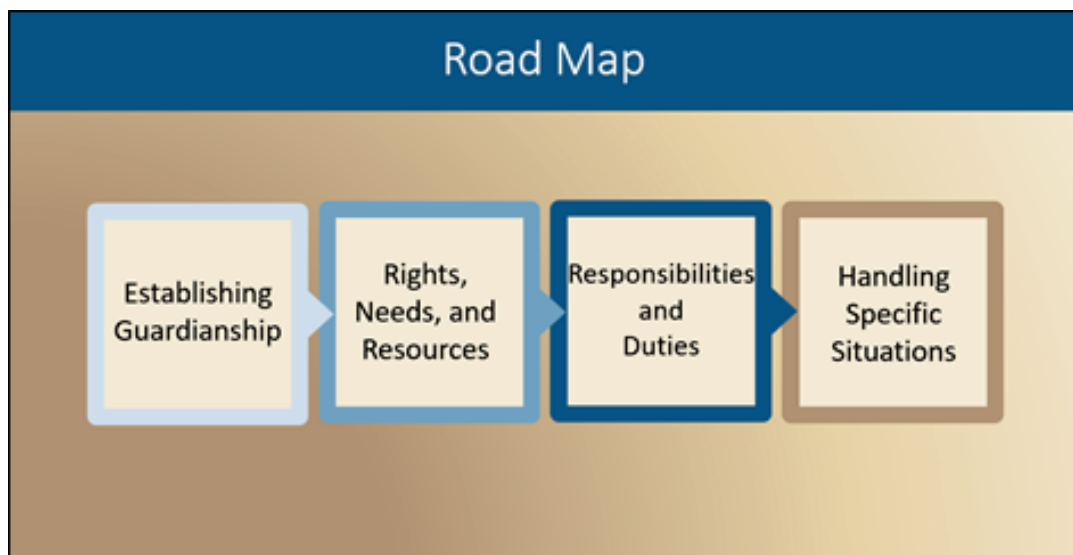 Road Map
Establishing
Guardianship
Rights,
Needs, and
Resources
Responsibilities
and
Duties
Handling
Specific
Situations